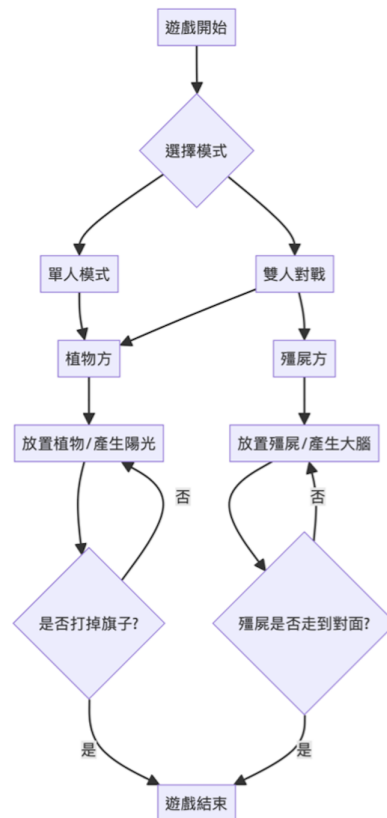 遊戲開始
選擇模式
單人模式
雙人對戰
植物方
殭屍方
放置植物/產生陽光
放置殭屍/產生大腦
否
否
是否打掉旗子?
殭屍是否走到對面?
是
是
遊戲結束